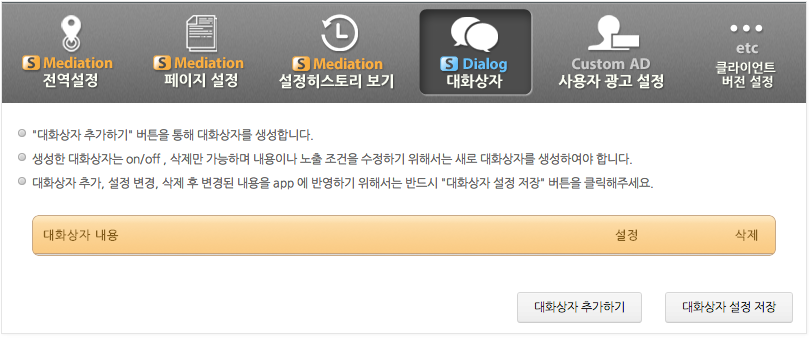 S Mediation
전역설정
S Mediation
페이지 설정
S Mediation
설정히스토리 보기
S Dialog
대화상자
Custom AD
사용자 광고 설정
etc
클라이언트
버전 설정
"대화상자 추가하기" 버튼을 통해 대화상자를 생성합니다.
생성한 대화상자는 on/off , 삭제만 가능하며 내용이나 노출 조건을 수정하기 위해서는 새로 대화상자를 생성하여야 합니다.
대화상자 추가, 설정 변경, 삭제 후 변경된 내용을 app 에 반영하기 위해서는 반드시 "대화상자 설정 저장" 버튼을 클릭해주세요.
대화상자 내용 설정 삭제
대화상자 추가하기 대화상자 설정 저장